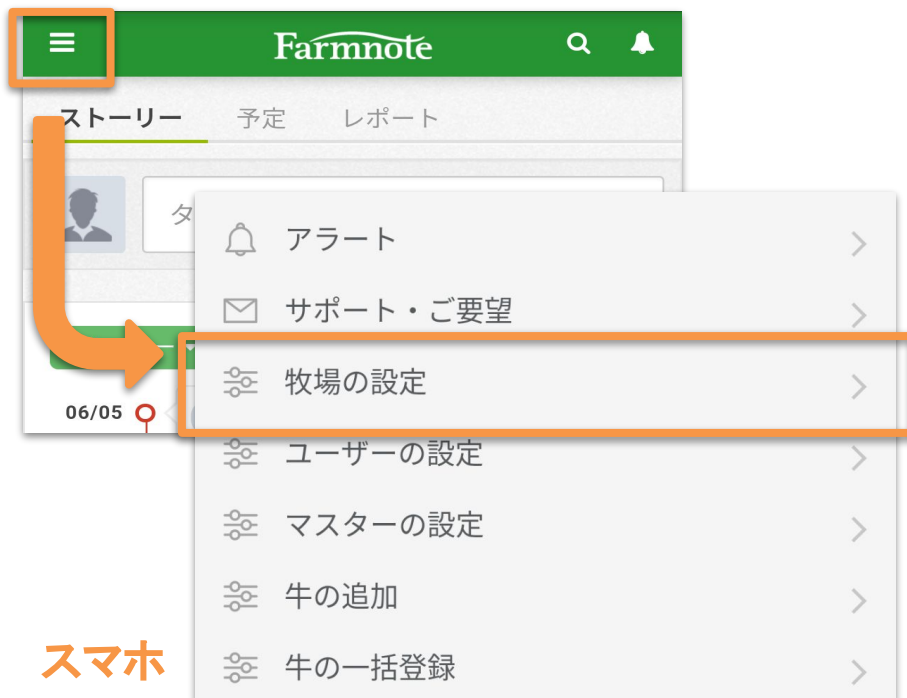 Farmnote
ストーリー 予定 レポート
タ
アラート
サポート・ご要望
牧場の設定
06/05
ユーザーの設定
マスターの設定
牛の追加
スマホ
牛の一括登録